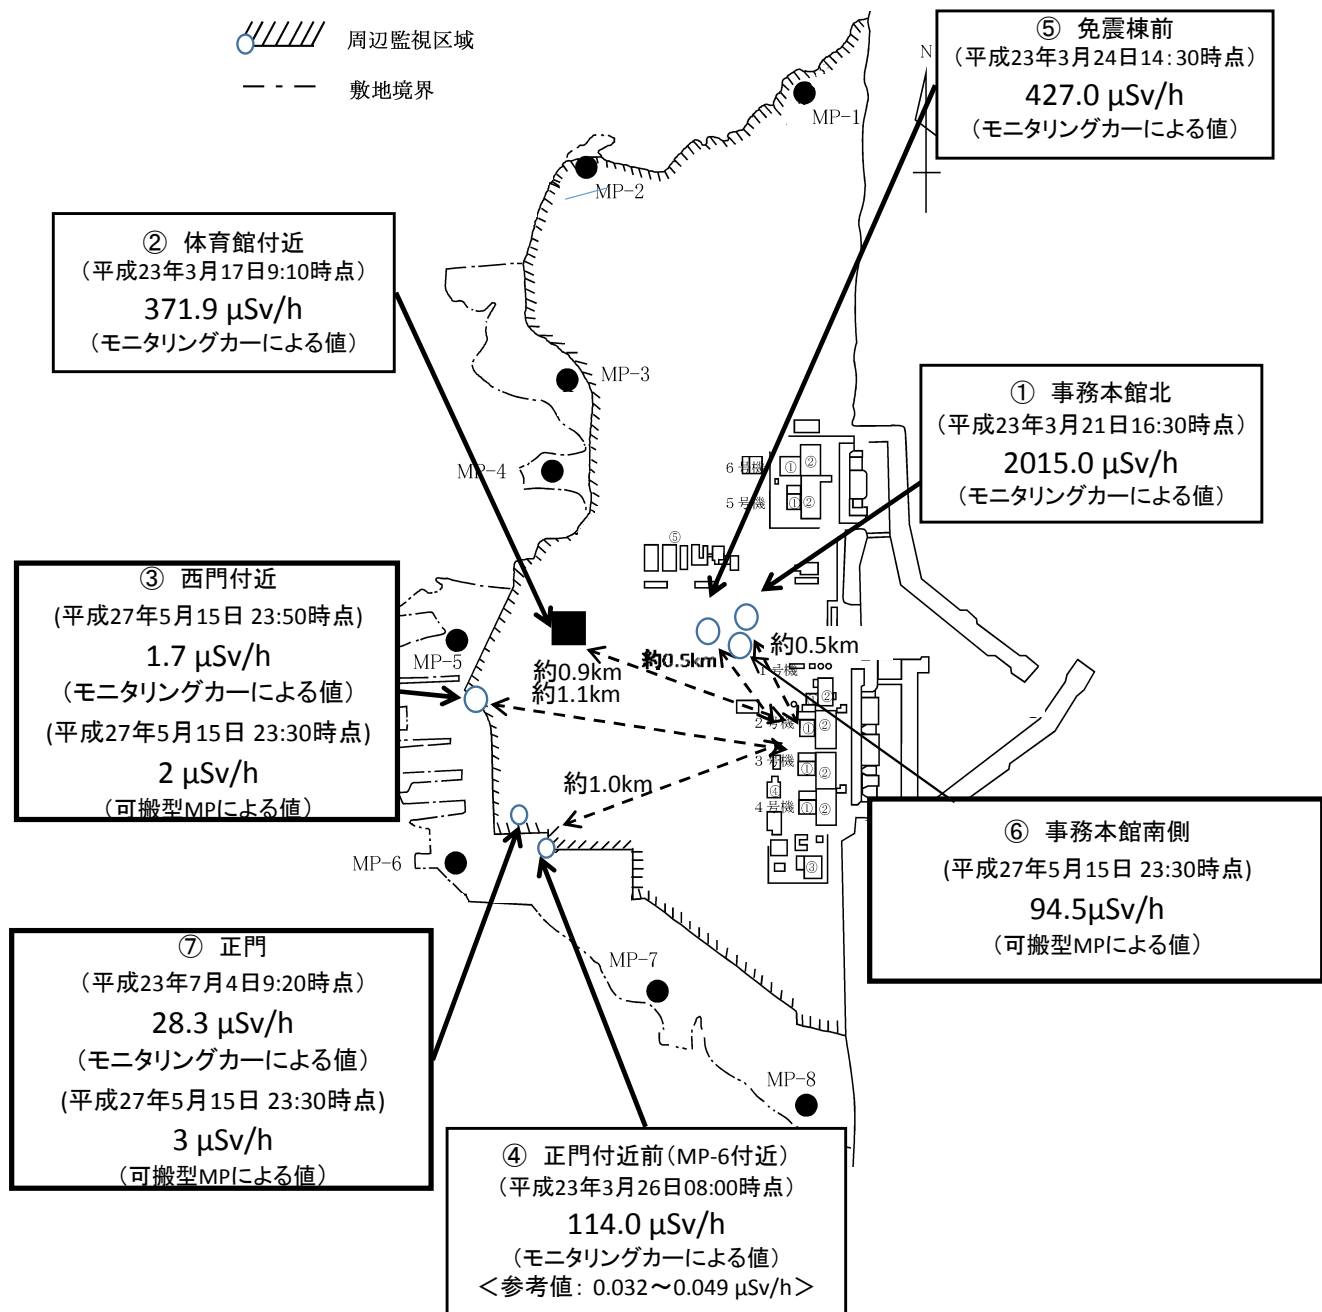 周辺監視区域
敷地境界
⑤ 免震棟前
（平成23年3月24日14:30時点）
427.0 μSv/h
（モニタリングカーによる値）
N
MP-1
MP-2
② 体育館付近
（平成23年3月17日9:10時点）
371.9 μSv/h
（モニタリングカーによる値）
MP-3
① 事務本館北
（平成23年3月21日16:30時点）
2015.0 μSv/h
（モニタリングカーによる値）
MP-4
6号機
① ②
5号機
① ②
⑤
③ 西門付近
(平成27年5月15日 23:50時点)
1.7 μSv/h
（モニタリングカーによる値）
(平成27年5月15日 23:30時点)
2 μSv/h
（可搬型MPによる値）
MP-5
約0.9km
約1.1km
約0.5km
約0.5km
1号機
②
2号機
① ②
3号機
① ②
④
4号機
① ②
③
約1.0km
MP-6
⑥ 事務本館南側
(平成27年5月15日 23:30時点)
94.5μSv/h
（可搬型MPによる値）
⑦ 正門
（平成23年7月4日9:20時点）
28.3 μSv/h
（モニタリングカーによる値）
(平成27年5月15日 23:30時点)
3 μSv/h
（可搬型MPによる値）
MP-7
MP-8
④ 正門付近前（MP-6付近）
（平成23年3月26日08:00時点）
114.0 μSv/h
（モニタリングカーによる値）
＜参考値: 0.032～0.049 μSv/h＞